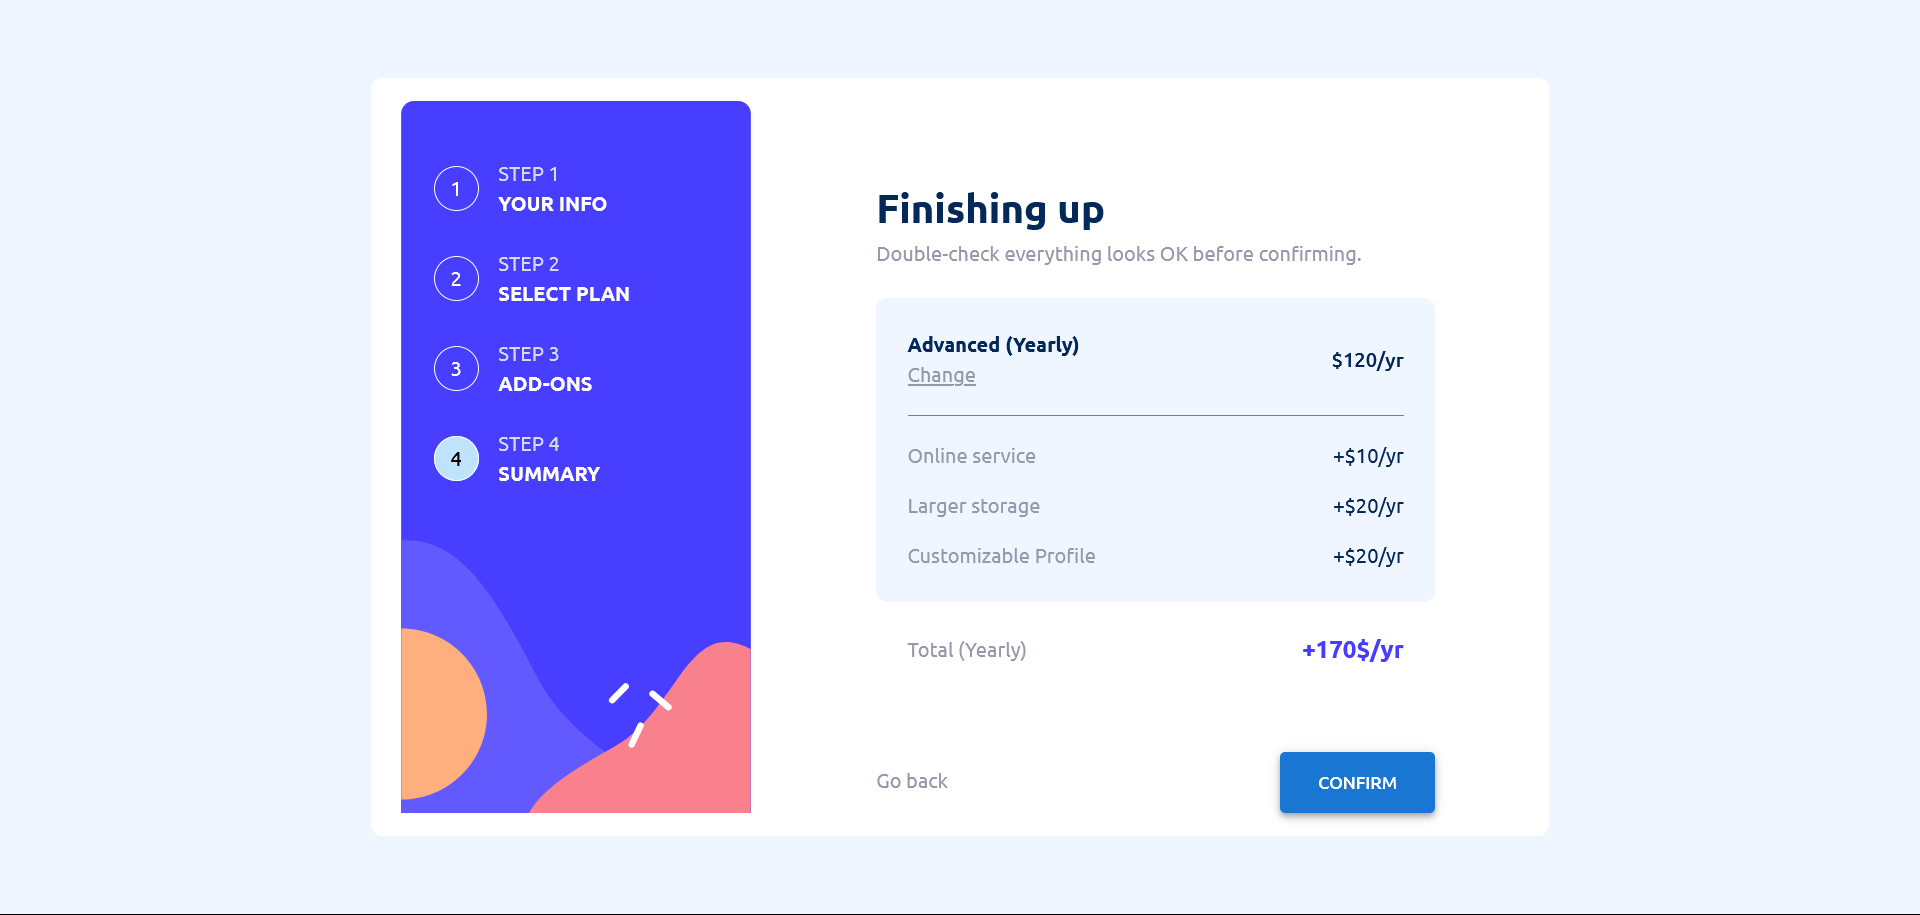 1
STEP 1
YOUR INFO
2
STEP 2
SELECT PLAN
3
STEP 3
ADD-ONS
4
STEP 4
SUMMARY
Finishing up
Double-check everything looks OK before confirming.
Advanced (Yearly)
Change
$120/yr
Online service +$10/yr
Larger storage +$20/yr
Customizable Profile +$20/yr
Total (Yearly) +170$/yr
Go back
CONFIRM